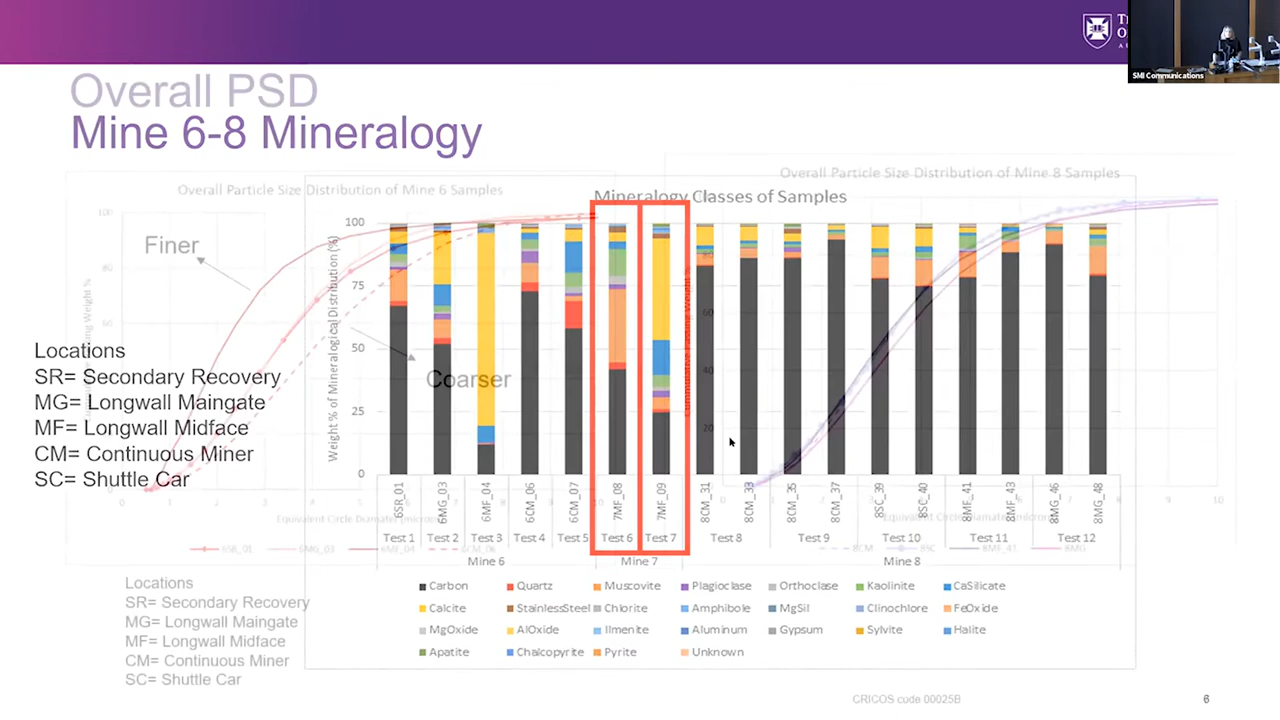 SMI Communications
Overall PSD
Mine 6-8 Mineralogy
Overall Particle Size Distribution of Mine 6 Samples
Overall Particle Size Distribution of Mine 8 Samples
Mineralogy Classes of Samples
Finer
Coarser
Weight % of Mineralogical Distribution (%)
100
75
50
25
0
100
80
60
40
20
Locations
SR= Secondary Recovery
MG= Longwall Maingate
MF= Longwall Midface
CM= Continuous Miner
SC= Shuttle Car
6SR_01
6MG_03
6MF_04
6CM_06
6CM_07
7MF_08
7MF_09
8CM_31
8CM_33
8CM_35
8CM_37
8SC_39
8SC_40
8MF_41
8MF_43
8MG_46
8MG_48
Test 1
Test 2
Test 3
Test 4
Test 5
Test 6
Test 7
Test 8
Test 9
Test 10
Test 11
Test 12
Mine 6
Mine 7
Mine 8
Carbon
Quartz
Muscovite
Plagioclase
Orthoclase
Kaolinite
CaSilicate
Calcite
StainlessSteel
Chlorite
Amphibole
MgSil
Clinochlore
FeOxide
MgOxide
AlOxide
Ilmenite
Aluminum
Gypsum
Sylvite
Halite
Apatite
Chalcopyrite
Pyrite
Unknown
Locations
SR= Secondary Recovery
MG= Longwall Maingate
MF= Longwall Midface
CM= Continuous Miner
SC= Shuttle Car
CRICOS code 00025B
6